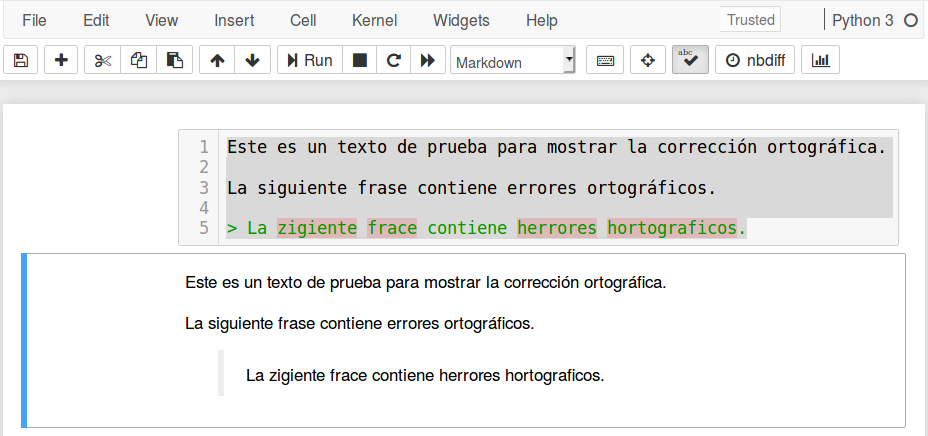 File Edit View Insert Cell Kernel Widgets Help Trusted Python 3
Run Markdown abc nbdiff
1 Este es un texto de prueba para mostrar la corrección ortográfica.
2
3 La siguiente frase contiene errores ortográficos.
4
5 > La zigiente frace contiene herrores hortograficos.
Este es un texto de prueba para mostrar la corrección ortográfica.
La siguiente frase contiene errores ortográficos.
La zigiente frace contiene herrores hortograficos.